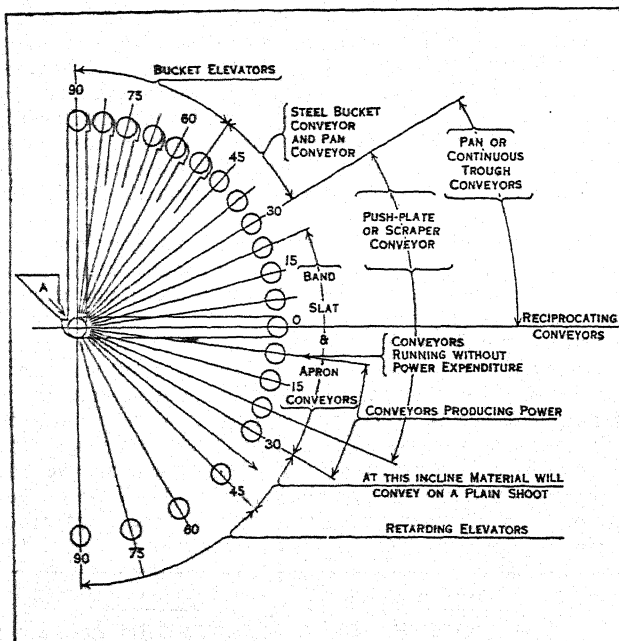 BUCKET ELEVATORS
90
75
60
45
30
15
0
15
30
45
60
75
90
STEEL BUCKET
CONVEYOR
AND PAN
CONVEYOR
PAN OR
CONTINUOUS
TROUGH
CONVEYORS
PUSH-PLATE
OR SCRAPER
CONVEYOR
A
BAND
SLAT
&
APRON
CONVEYORS
RECIPROCATING
CONVEYORS
CONVEYORS
RUNNING WITHOUT
POWER EXPENDITURE
CONVEYORS PRODUCING POWER
AT THIS INCLINE MATERIAL WILL
CONVEY ON A PLAIN SHOOT
RETARDING ELEVATORS